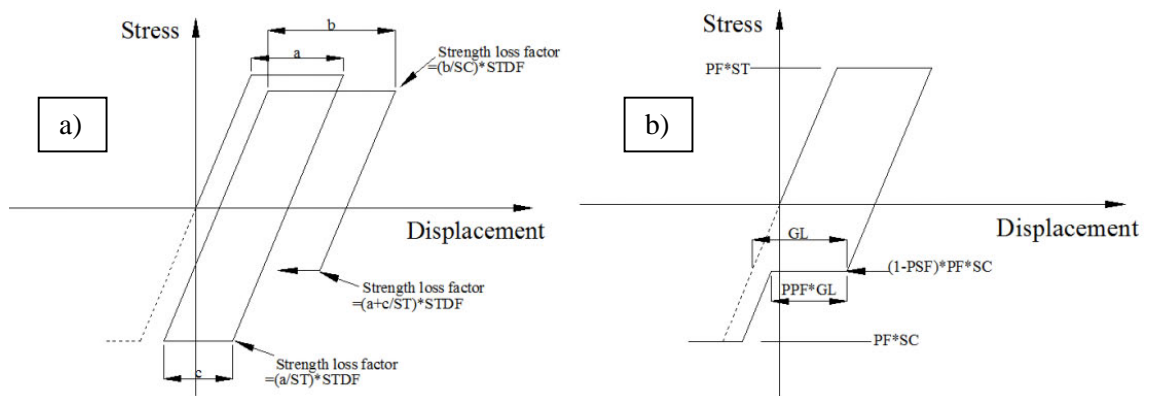 a)
Stress
b
a
Strength loss factor
=(b/SC)*STDF
Displacement
Strength loss factor
=(a+c/ST)*STDF
Strength loss factor
=(a/ST)*STDF
c
b)
Stress
PF*ST
Displacement
GL
(1-PSF)*PF*SC
PPF*GL
PF*SC